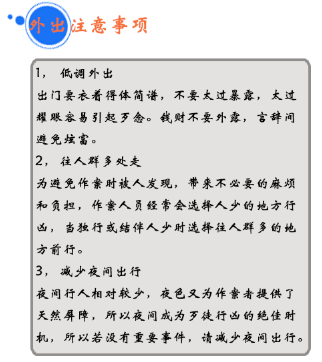 外出注意事项
1， 低调外出
出门要衣着得体简谱，不要太过暴露，太过
耀眼容易引起歹念。钱财不要外露，言辞间
避免炫富。
2，往人群多处走
为避免作案时被人发现，带来不必要的麻烦
和负担，作案人员经常会选择人少的地方行
凶，当独行或结伴人少时选择往人群多的地
方前行。
3，减少夜间出行
夜间行人相对较少，夜色又为作案者提供了
天然屏障，所以夜间成为歹徒行凶的绝佳时
机，所以若没有重要事件，请减少夜间出行。